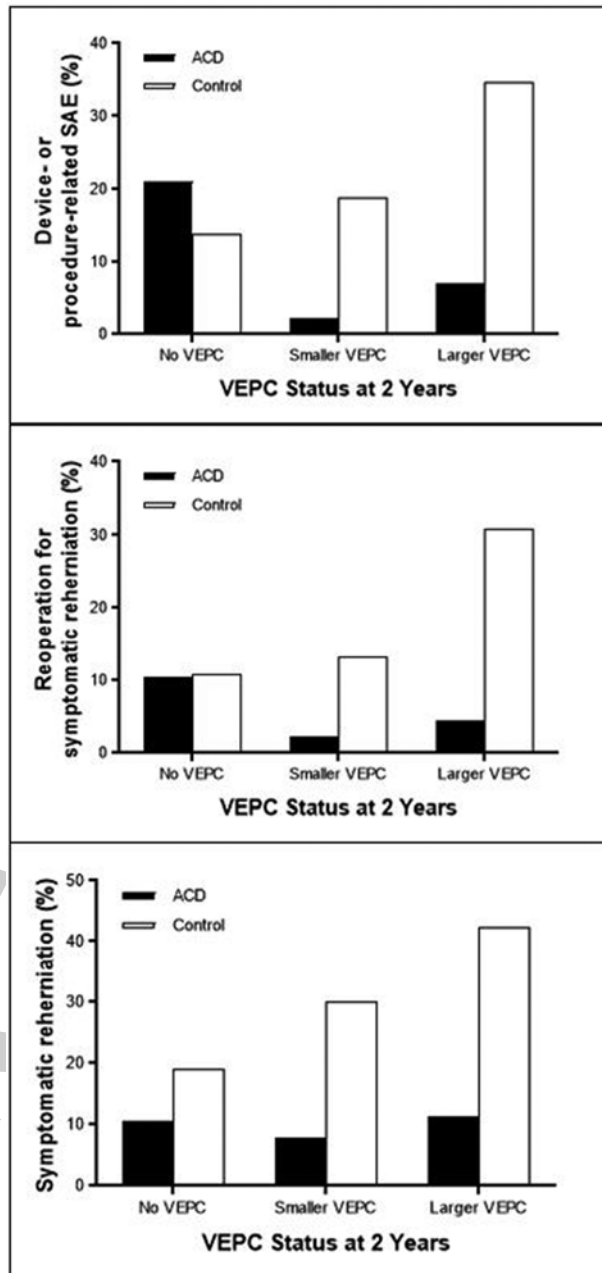 Device- or
procedure-related SAE (%)
40
30
20
10
0
ACD
Control
No VEPC Smaller VEPC Larger VEPC
VEPC Status at 2 Years
Reoperation for
symptomatic reherniation (%)
40
30
20
10
0
ACD
Control
No VEPC Smaller VEPC Larger VEPC
VEPC Status at 2 Years
Symptomatic reherniation (%)
50
40
30
20
10
0
ACD
Control
No VEPC Smaller VEPC Larger VEPC
VEPC Status at 2 Years